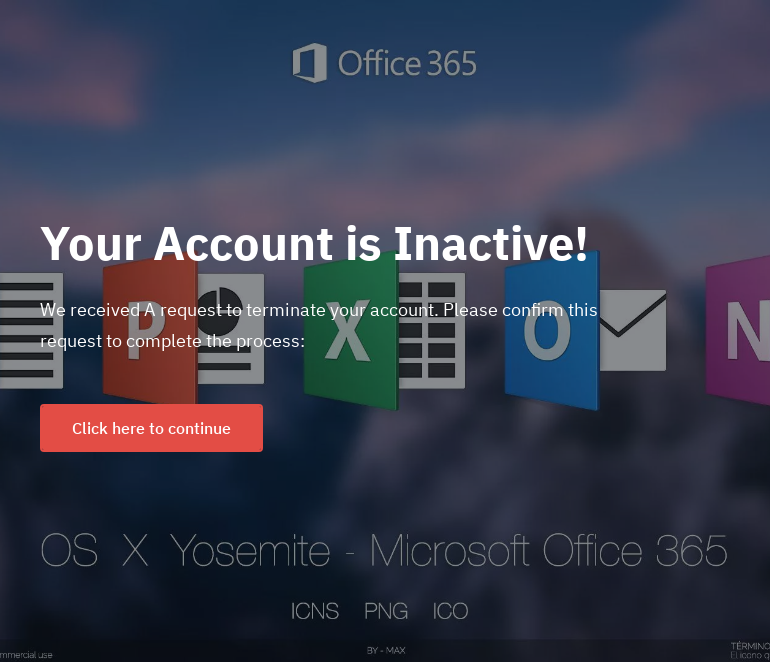 Office 365
Your Account is Inactive!
P
X
O
N
We received A request to terminate your account. Please confirm this
request to complete the process:
Click here to continue
OS X Yosemite - Microsoft Office 365
ICNS PNG ICO
mmercial use
BY - MAX
TÉRMINO
El icono